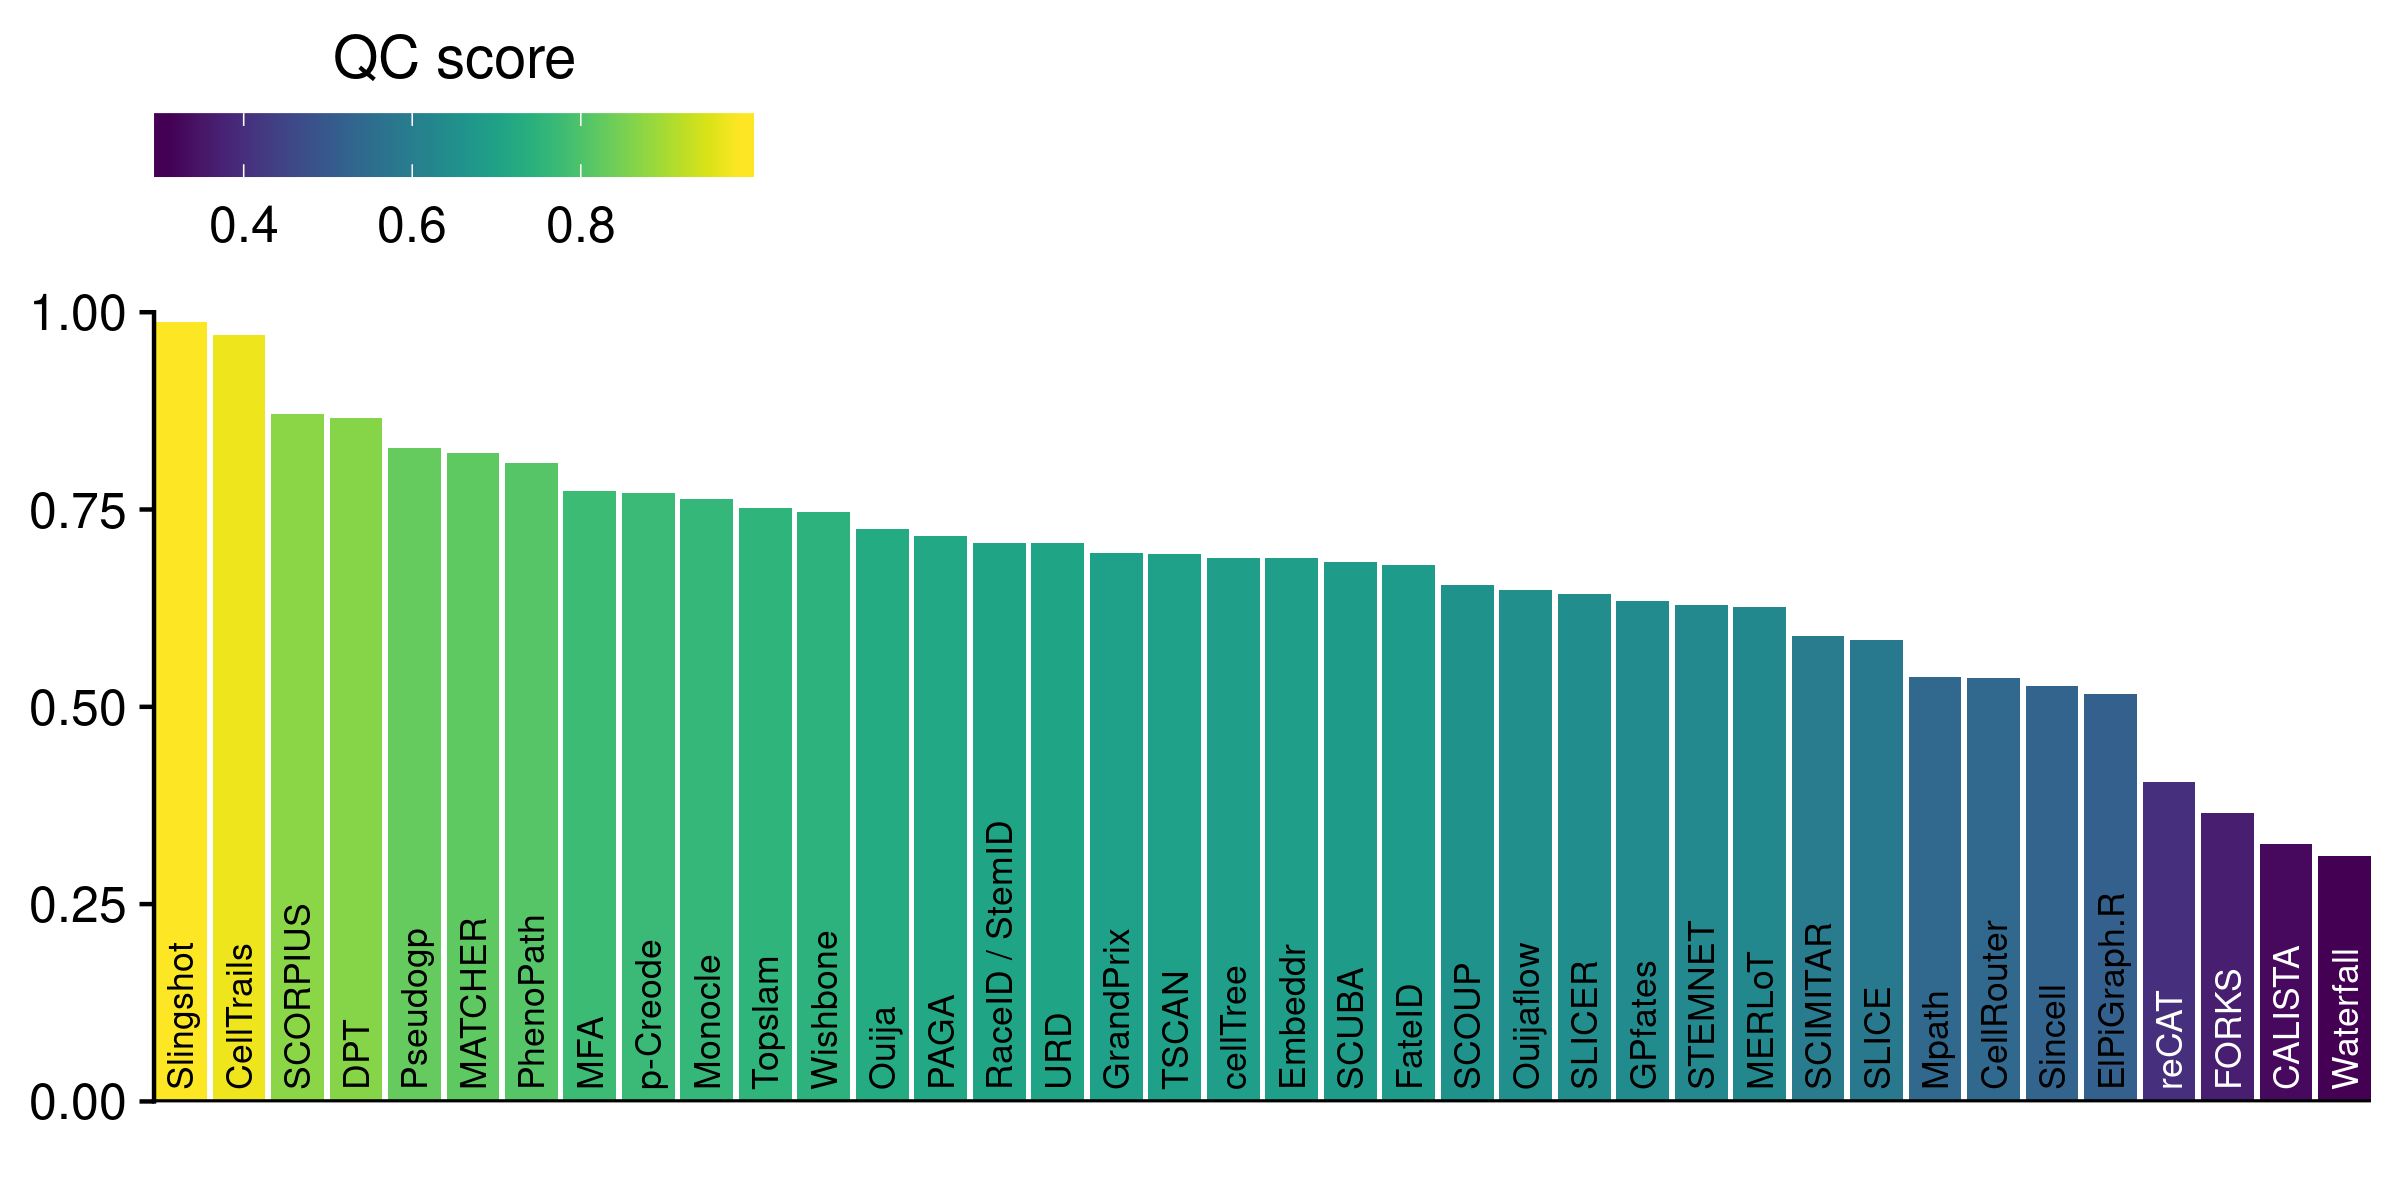 QC score
0.4 0.6 0.8
1.00
0.75
0.50
0.25
0.00
Slingshot
CellTrails
SCORPIUS
DPT
Pseudogp
MATCHER
PhenoPath
MFA
p-Creode
Monocle
Topslam
Wishbone
Ouija
PAGA
RaceID / StemID
URD
GrandPrix
TSCAN
cellTree
Embeddr
SCUBA
FateID
SCOUP
Ouijaflow
SLICER
GPfates
STEMNET
MERLoT
SCIMITAR
SLICE
Mpath
CellRouter
Sincell
ElPiGraph.R
reCAT
FORKS
CALISTA
Waterfall